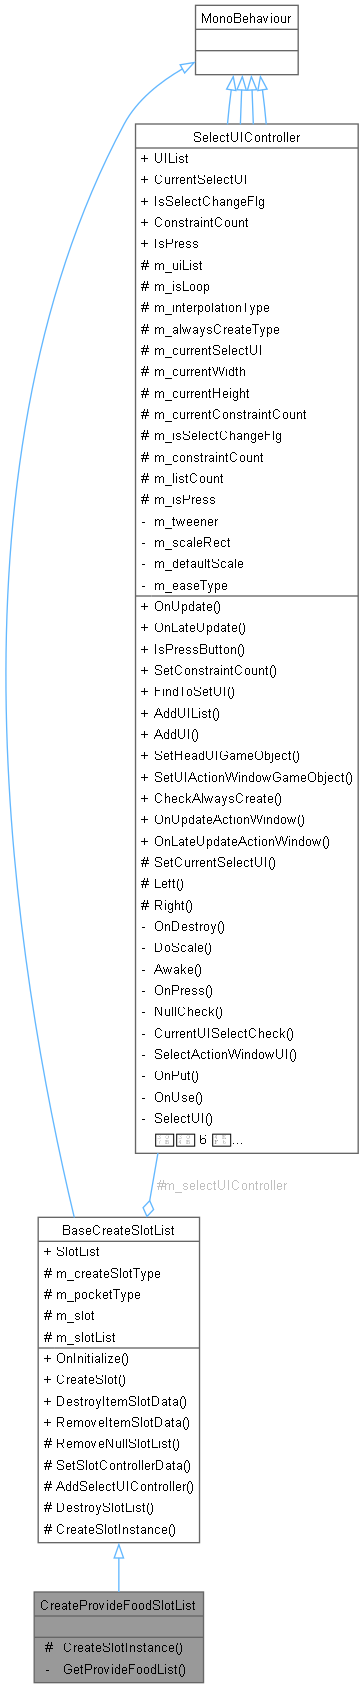 MonoBehaviour
SelectUIController
+ UIList
+ CurrentSelectUI
+ IsSelectChangeFlg
+ ConstraintCount
+ IsPress
# m_uiList
# m_isLoop
# m_interpolationType
# m_alwaysCreateType
# m_currentSelectUI
# m_currentWidth
# m_currentHeight
# m_currentConstraintCount
# m_isSelectChangeFlg
# m_constraintCount
# m_listCount
# m_isPress
- m_tweener
- m_scaleRect
- m_defaultScale
- m_easeType
+ OnUpdate()
+ OnLateUpdate()
+ IsPressButton()
+ SetConstraintCount()
+ FindToSetUI()
+ AddUIList()
+ AddUI()
+ SetHeadUIGameObject()
+ SetUIActionWindowGameObject()
+ CheckAlwaysCreate()
+ OnUpdateActionWindow()
+ OnLateUpdateActionWindow()
# SetCurrentSelectUI()
# Left()
# Right()
- OnDestroy()
- DoScale()
- Awake()
- OnPress()
- NullCheck()
- CurrentUISelectCheck()
- SelectActionWindowUI()
- OnPut()
- OnUse()
- SelectUI()
6 ...
#m_selectUIController
BaseCreateSlotList
+ SlotList
# m_createSlotType
# m_pocketType
# m_slot
# m_slotList
+ OnInitialize()
+ CreateSlot()
+ DestroyItemSlotData()
+ RemoveItemSlotData()
# RemoveNullSlotList()
# SetSlotControllerData()
# AddSelectUIController()
# DestroySlotList()
# CreateSlotInstance()
CreateProvideFoodSlotList
# CreateSlotInstance()
- GetProvideFoodList()